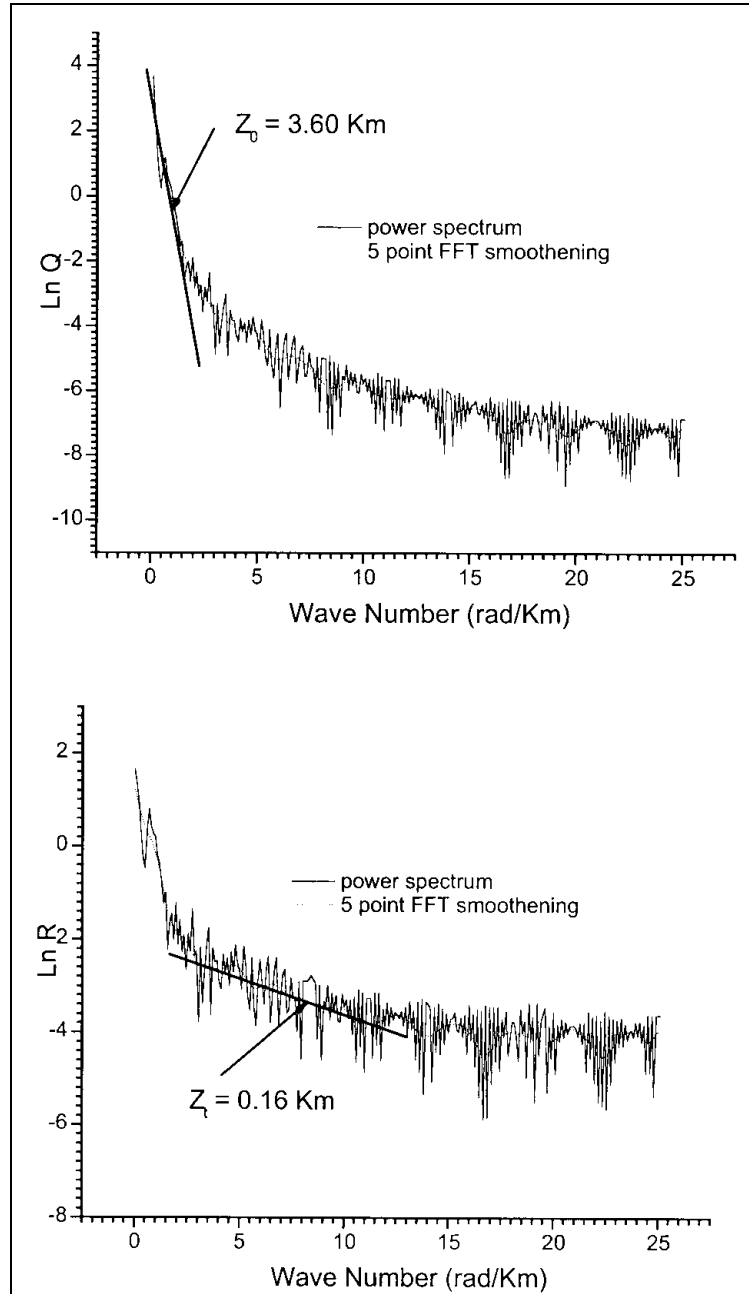 4
Z0 = 3.60 Km
2
0
power spectrum
5 point FFT smoothening
-2
Ln Q
-4
-6
-8
-10
0
5
10
15
20
25
Wave Number (rad/Km)
2
0
power spectrum
5 point FFT smoothening
-2
Ln R
-4
Zt = 0.16 Km
-6
-8
0
5
10
15
20
25
Wave Number (rad/Km)